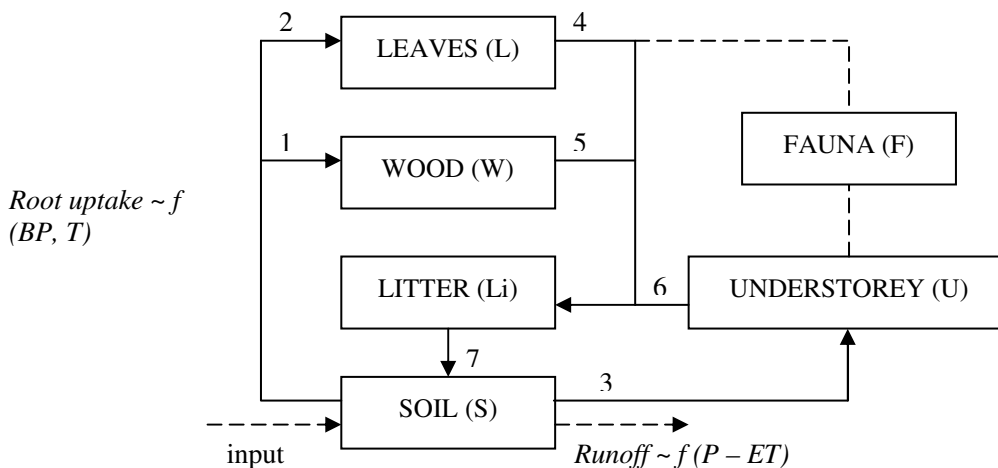 2
LEAVES (L)
4
1
WOOD (W)
5
FAUNA (F)
Root uptake ~ f
(BP, T)
LITTER (Li)
6
UNDERSTOREY (U)
7
SOIL (S)
3
input
Runoff ~ f (P – ET)